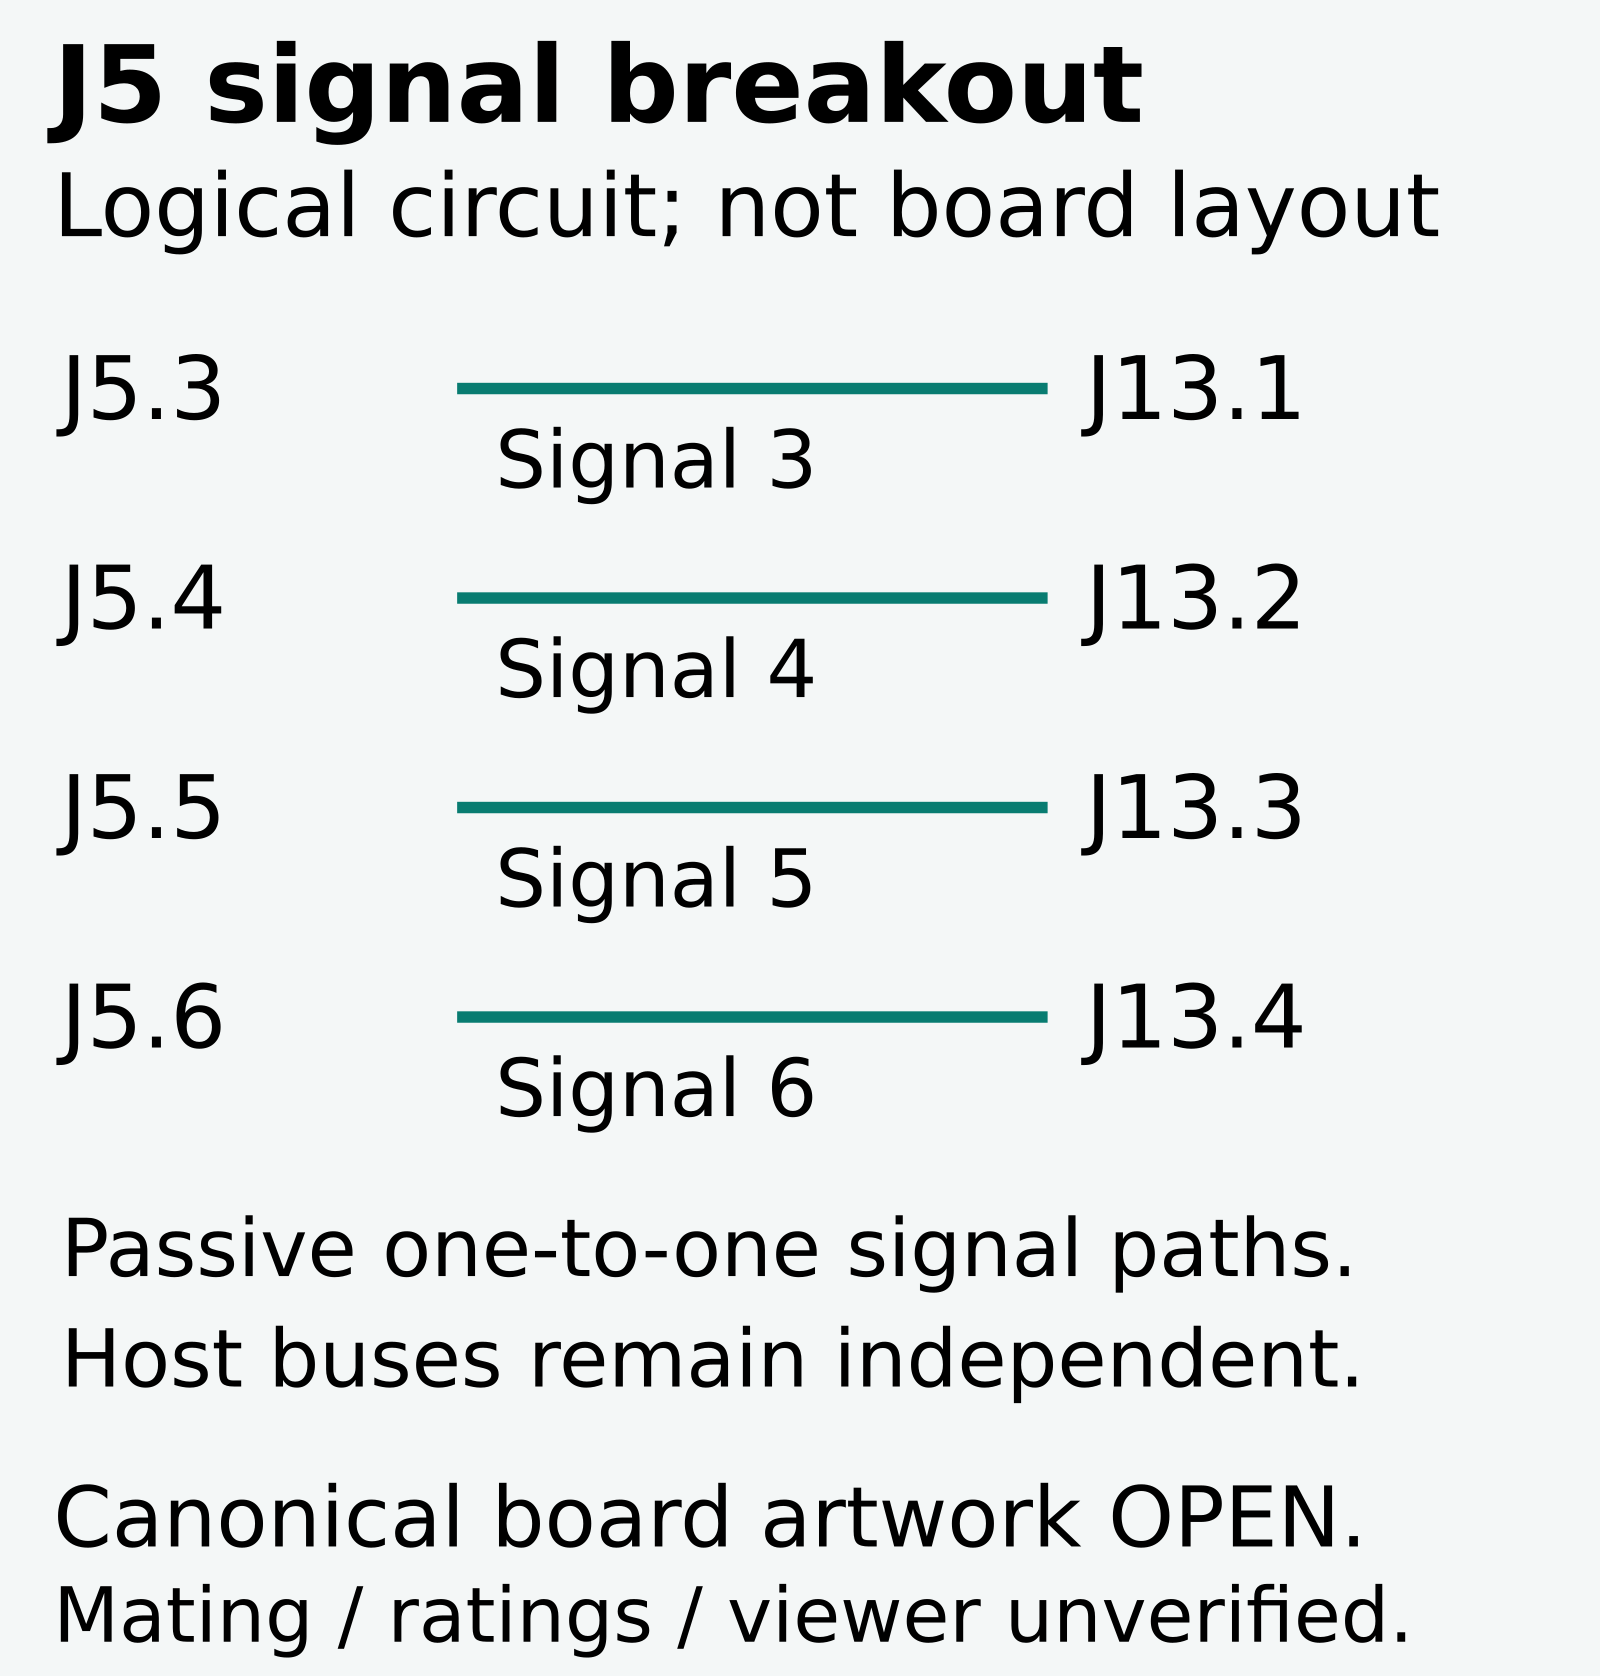 J5 signal breakout
Logical circuit; not board layout
J5.3 J13.1
Signal 3
J5.4 J13.2
Signal 4
J5.5 J13.3
Signal 5
J5.6 J13.4
Signal 6
Passive one-to-one signal paths.
Host buses remain independent.
Canonical board artwork OPEN.
Mating / ratings / viewer unverified.